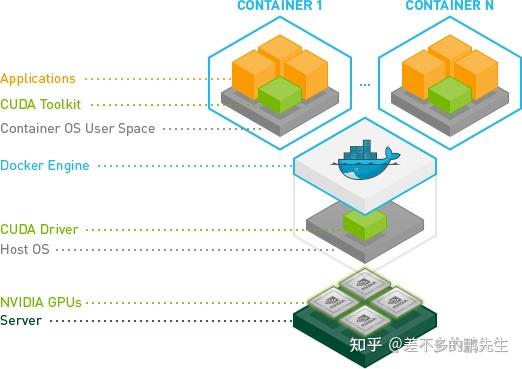 CONTAINER 1
CONTAINER N
Applications
...
CUDA Toolkit
Container OS User Space
Docker Engine
CUDA Driver
Host OS
NVIDIA GPUs
Server
知乎 @差不多的鹏先生